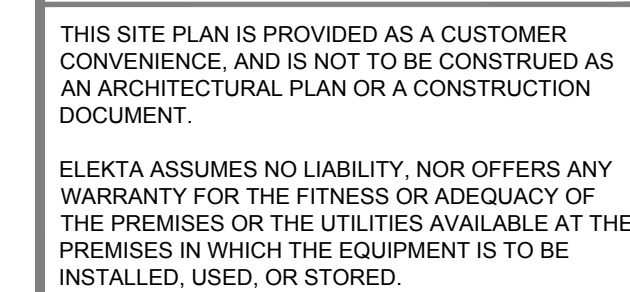 THIS SITE PLAN IS PROVIDED AS A CUSTOMER
CONVENIENCE, AND IS NOT TO BE CONSTRUED AS
AN ARCHITECTURAL PLAN OR A CONSTRUCTION
DOCUMENT.
ELEKTA ASSUMES NO LIABILITY, NOR OFFERS ANY
WARRANTY FOR THE FITNESS OR ADEQUACY OF
THE PREMISES OR THE UTILITIES AVAILABLE AT THE
PREMISES IN WHICH THE EQUIPMENT IS TO BE
INSTALLED, USED, OR STORED.